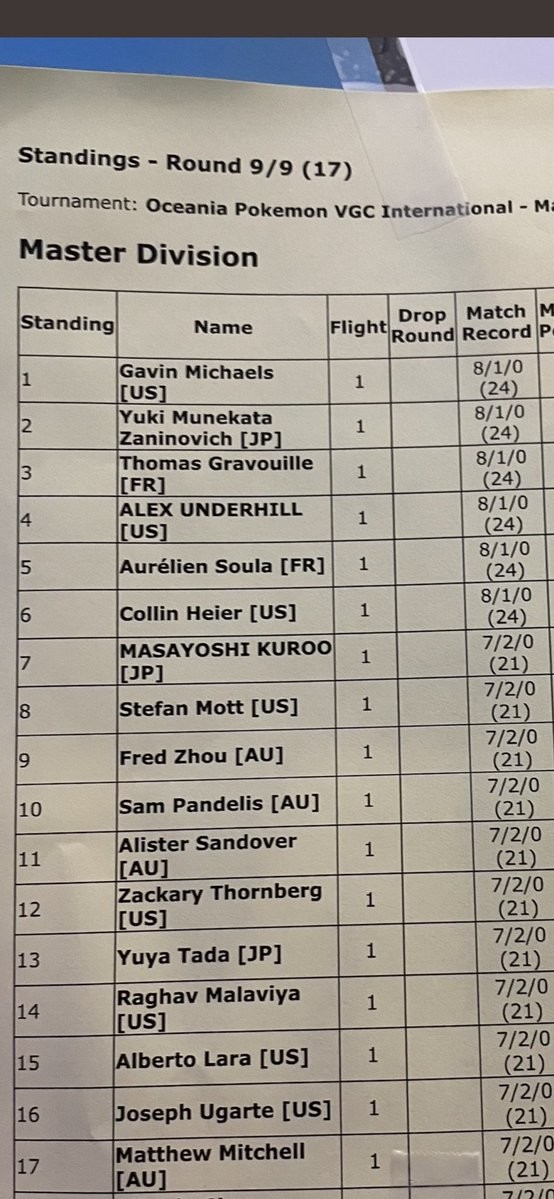 Standings - Round 9/9 (17)
Tournament: Oceania Pokemon VGC International - Ma
Master Division
Standing Name Flight Drop Round Match Record
1 Gavin Michaels [US] 1 8/1/0 (24)
2 Yuki Munekata Zaninovich [JP] 1 8/1/0 (24)
3 Thomas Gravouille [FR] 1 8/1/0 (24)
4 ALEX UNDERHILL [US] 1 8/1/0 (24)
5 Aurélien Soula [FR] 1 8/1/0 (24)
6 Collin Heier [US] 1 8/1/0 (24)
7 MASAYOSHI KUROO [JP] 1 7/2/0 (21)
8 Stefan Mott [US] 1 7/2/0 (21)
9 Fred Zhou [AU] 1 7/2/0 (21)
10 Sam Pandelis [AU] 1 7/2/0 (21)
11 Alister Sandover [AU] 1 7/2/0 (21)
12 Zackary Thornberg [US] 1 7/2/0 (21)
13 Yuya Tada [JP] 1 7/2/0 (21)
14 Raghav Malaviya [US] 1 7/2/0 (21)
15 Alberto Lara [US] 1 7/2/0 (21)
16 Joseph Ugarte [US] 1 7/2/0 (21)
17 Matthew Mitchell [AU] 1 7/2/0 (21)